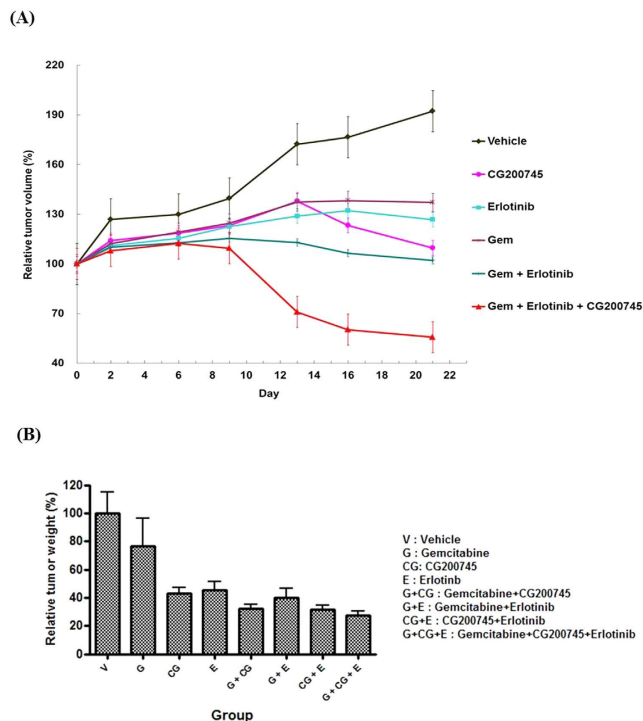 (A)
220
190
160
130
100
70
40
Relative tumor volume (%)
0 2 4 6 8 10 12 14 16 18 20 22
Day
Vehicle
CG200745
Erlotinib
Gem
Gem + Erlotinib
Gem + Erlotinib + CG200745
(B)
120
100
80
60
40
20
0
Relative tumor weight (%)
V G CG E G + CG G + E CG + E G + CG + E
Group
V : Vehicle
G : Gemcitabine
CG: CG200745
E : Erlotinb
G+CG : Gemcitabine+CG200745
G+E : Gemcitabine+Erlotinib
CG+E : CG200745+Erlotinib
G+CG+E : Gemcitabine+CG200745+Erlotinib